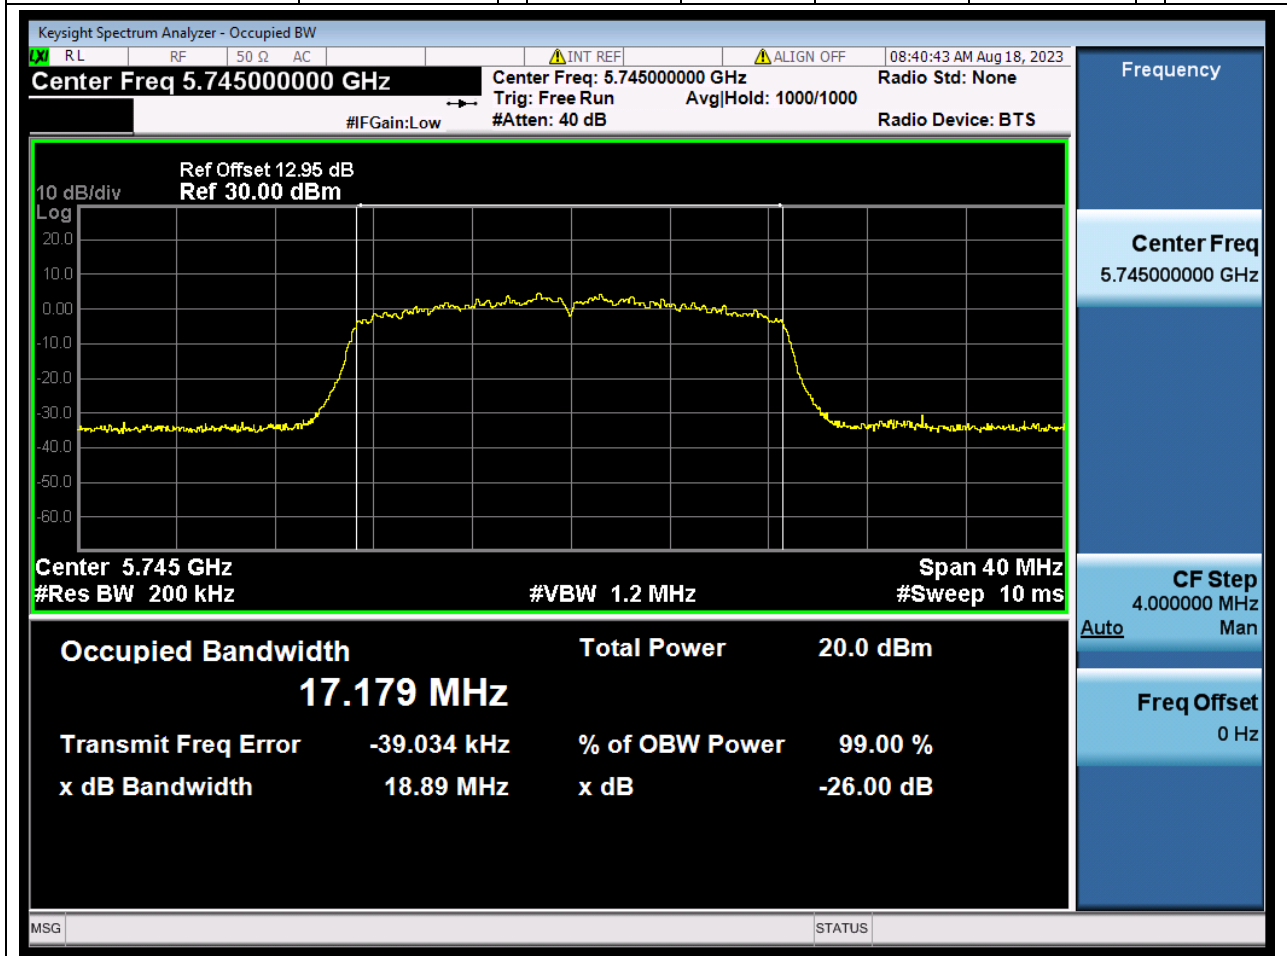 Keysight Spectrum Analyzer - Occupied BW
LXI RL RF 50 Ω AC INT REF ALIGN OFF 08:40:43 AM Aug 18, 2023
Center Freq 5.745000000 GHz
Center Freq: 5.745000000 GHz
Radio Std: None
Trig: Free Run Avg|Hold: 1000/1000
#IFGain:Low
#Atten: 40 dB
Radio Device: BTS
Ref Offset 12.95 dB
10 dB/div Ref 30.00 dBm
Log
20.0
10.0
0.00
-10.0
-20.0
-30.0
-40.0
-50.0
-60.0
Center 5.745 GHz Span 40 MHz
#Res BW 200 kHz #VBW 1.2 MHz #Sweep 10 ms
Occupied Bandwidth Total Power 20.0 dBm
17.179 MHz
Transmit Freq Error -39.034 kHz % of OBW Power 99.00 %
x dB Bandwidth 18.89 MHz x dB -26.00 dB
MSG STATUS
Frequency
Center Freq
5.745000000 GHz
CF Step
4.000000 MHz
Auto Man
Freq Offset
0 Hz